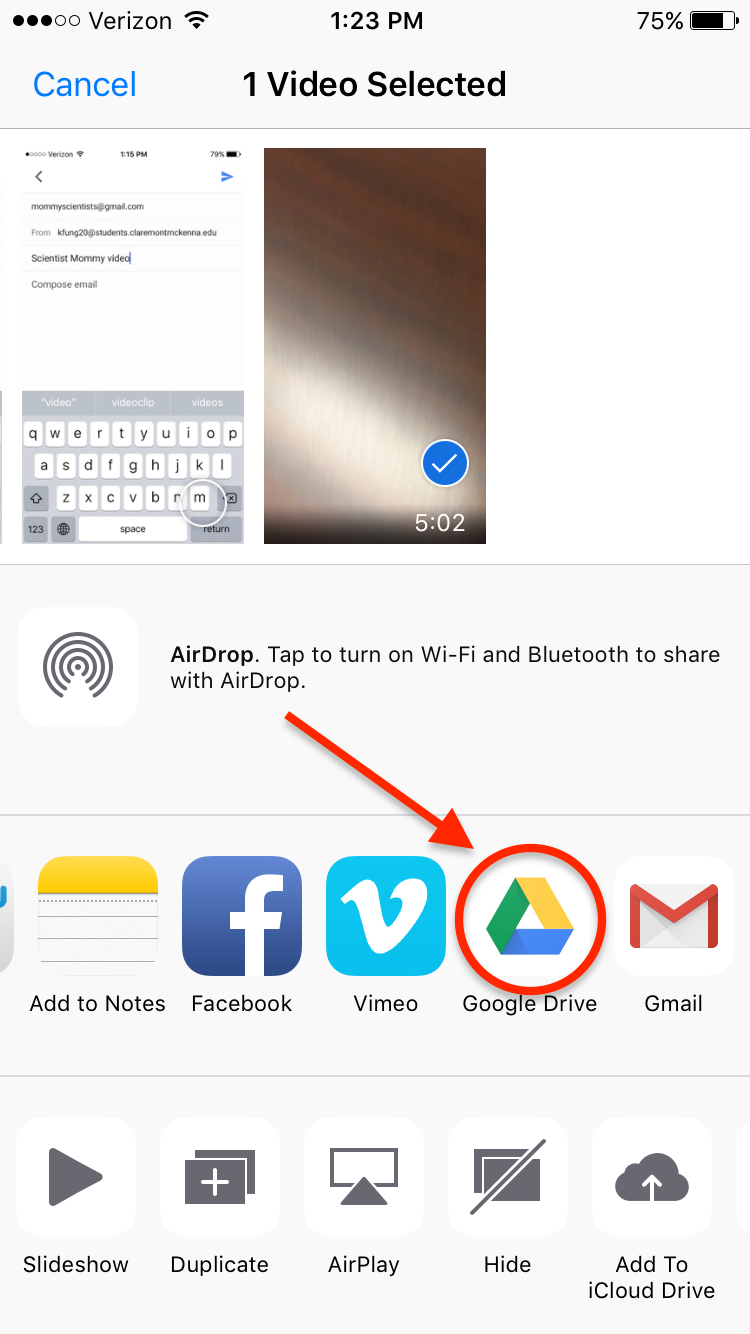 Verizon 1:23 PM 75%
Cancel 1 Video Selected
Verizon 1:15 PM 79%
mommyscientists@gmail.com
From kfung20@students.claremontmckenna.edu
Scientist Mommy video
Compose email
"video" videoclip videos
q w e r t y u i o p
a s d f g h j k l
z x c v b n m
123 space return
5:02
AirDrop. Tap to turn on Wi-Fi and Bluetooth to share
with AirDrop.
Add to Notes Facebook Vimeo Google Drive Gmail
Slideshow Duplicate AirPlay Hide Add To
iCloud Drive